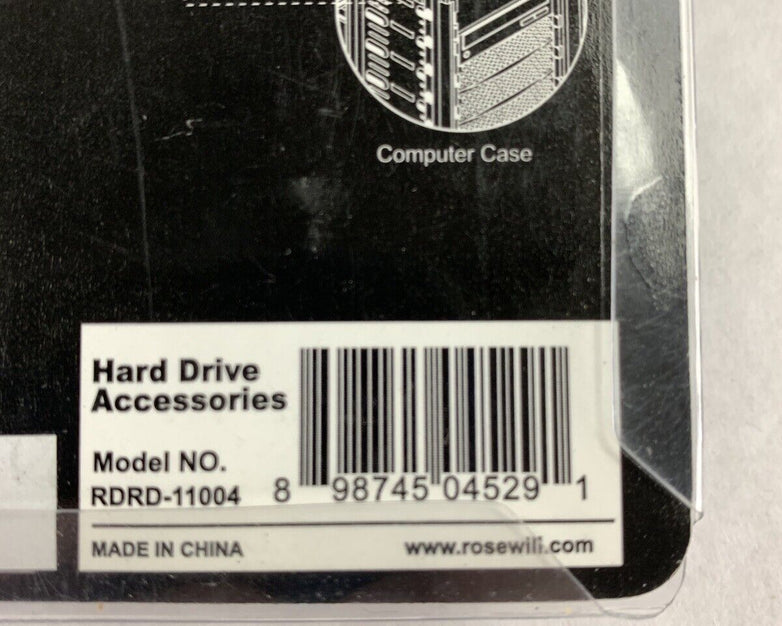 Computer Case
Hard Drive
Accessories
Model NO.
RDRD-11004
8 98745 04529 1
MADE IN CHINA
www.rosewill.com